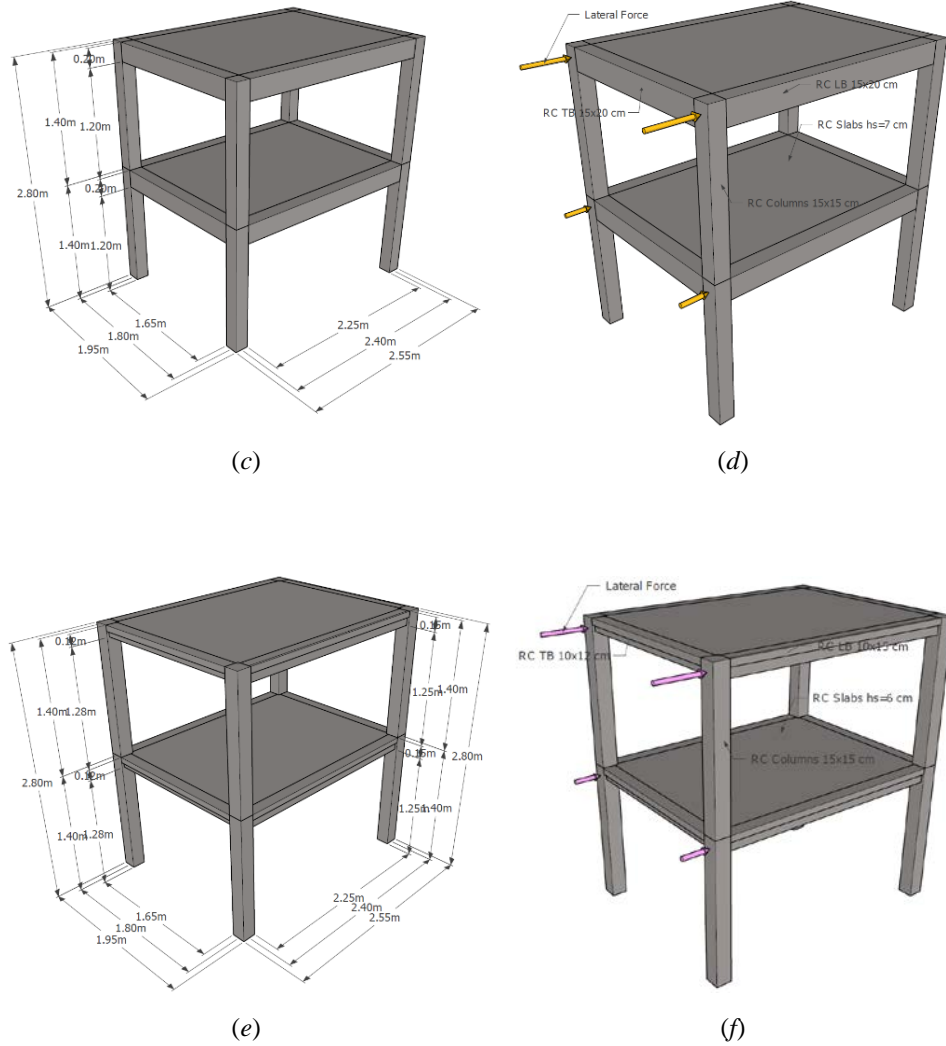 Lateral Force
0.20m
RC LB 15x20 cm
RC TB 15x20 cm
1.40m
1.20m
RC Slabs hs=7 cm
2.80m
0.20m
RC Columns 15x15 cm
1.40m
1.20m
1.65m
2.25m
1.80m
2.40m
1.95m
2.55m
(c)
(d)
Lateral Force
0.12m
0.15m
RC TB 10x12 cm
RC LB 10x15 cm
1.40m
1.28m
1.25m
1.40m
RC Slabs hs=6 cm
0.12m
0.15m
2.80m
2.80m
RC Columns 15x15 cm
1.40m
1.28m
1.25m
1.40m
1.65m
2.25m
1.80m
2.40m
1.95m
2.55m
(e)
(f)